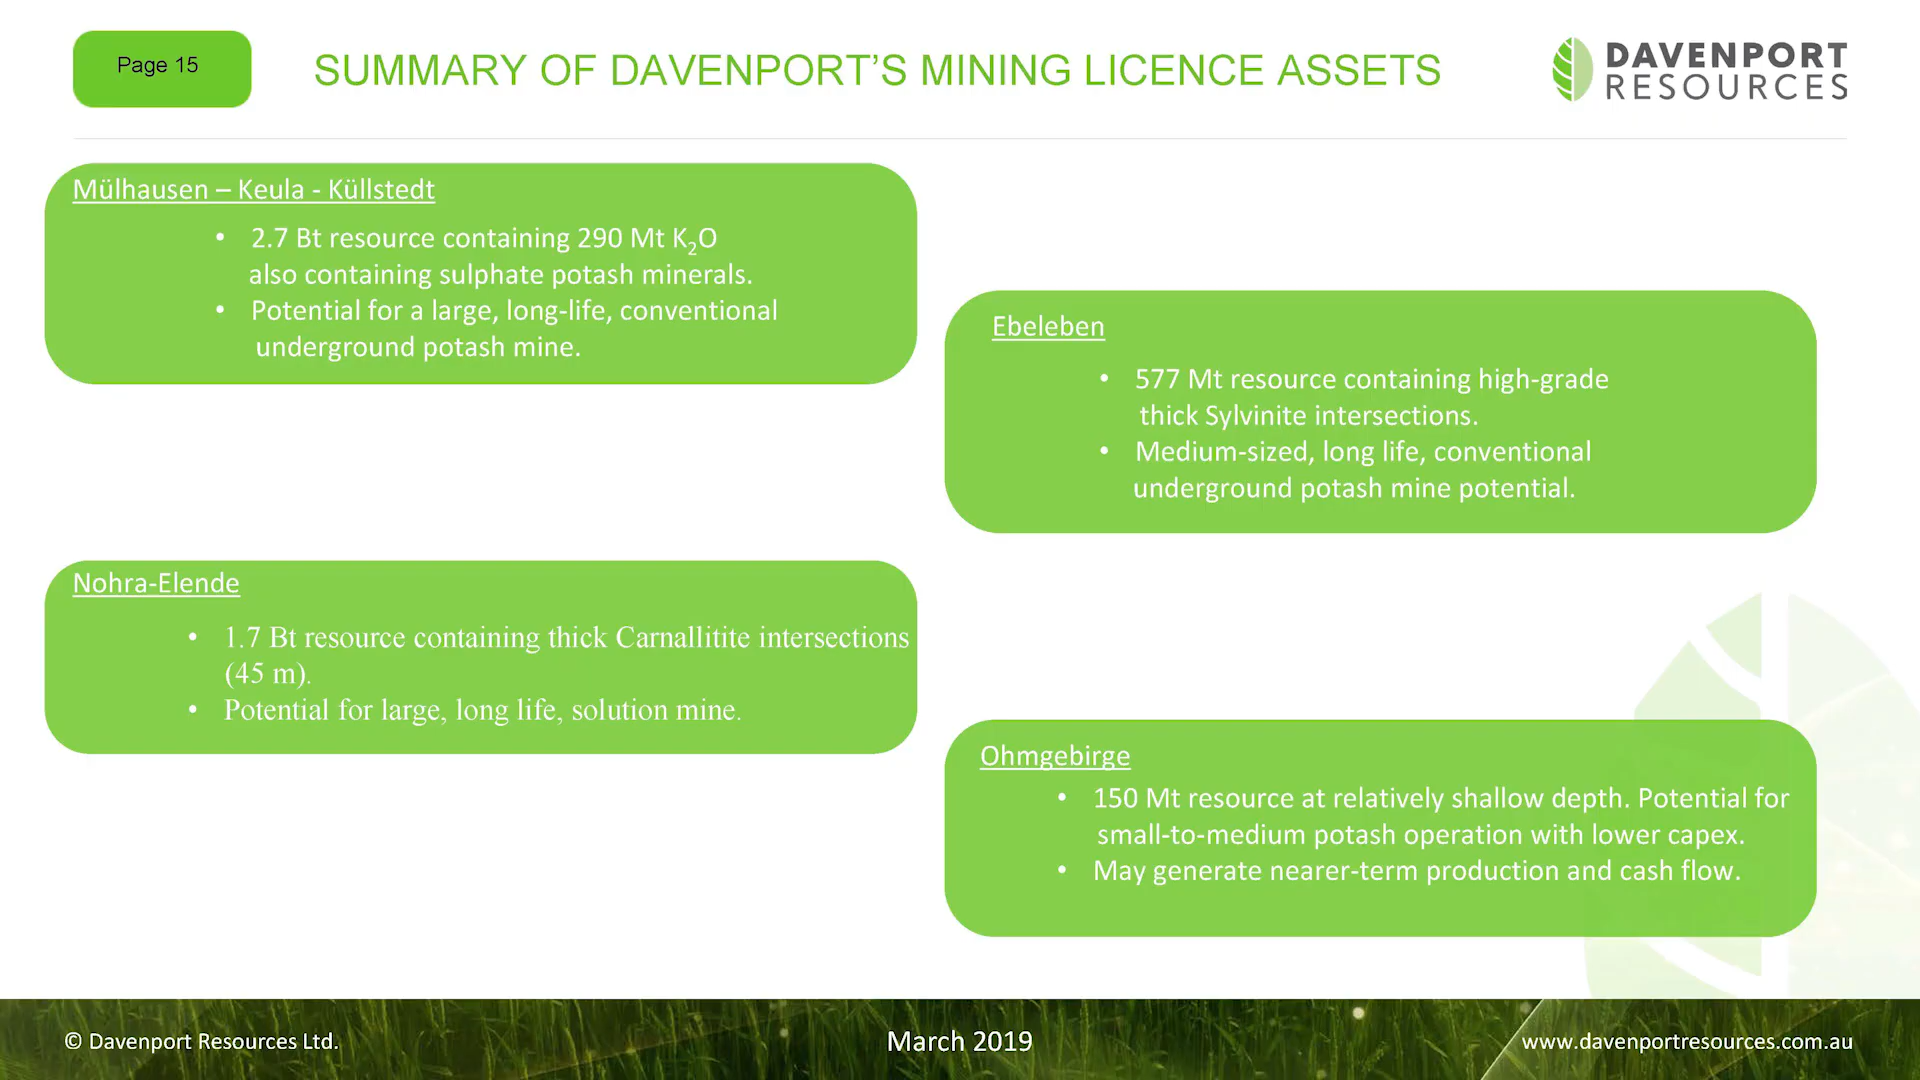 Page 15
SUMMARY OF DAVENPORT’S MINING LICENCE ASSETS
DAVENPORT
RESOURCES
Mülhausen – Keula - Küllstedt
• 2.7 Bt resource containing 290 Mt K₂O
also containing sulphate potash minerals.
• Potential for a large, long-life, conventional
underground potash mine.
Ebeleben
• 577 Mt resource containing high-grade
thick Sylvinite intersections.
• Medium-sized, long life, conventional
underground potash mine potential.
Nohra-Elende
• 1.7 Bt resource containing thick Carnallitite intersections
(45 m).
• Potential for large, long life, solution mine.
Ohmgebirge
• 150 Mt resource at relatively shallow depth. Potential for
small-to-medium potash operation with lower capex.
• May generate nearer-term production and cash flow.
© Davenport Resources Ltd.
March 2019
www.davenportresources.com.au